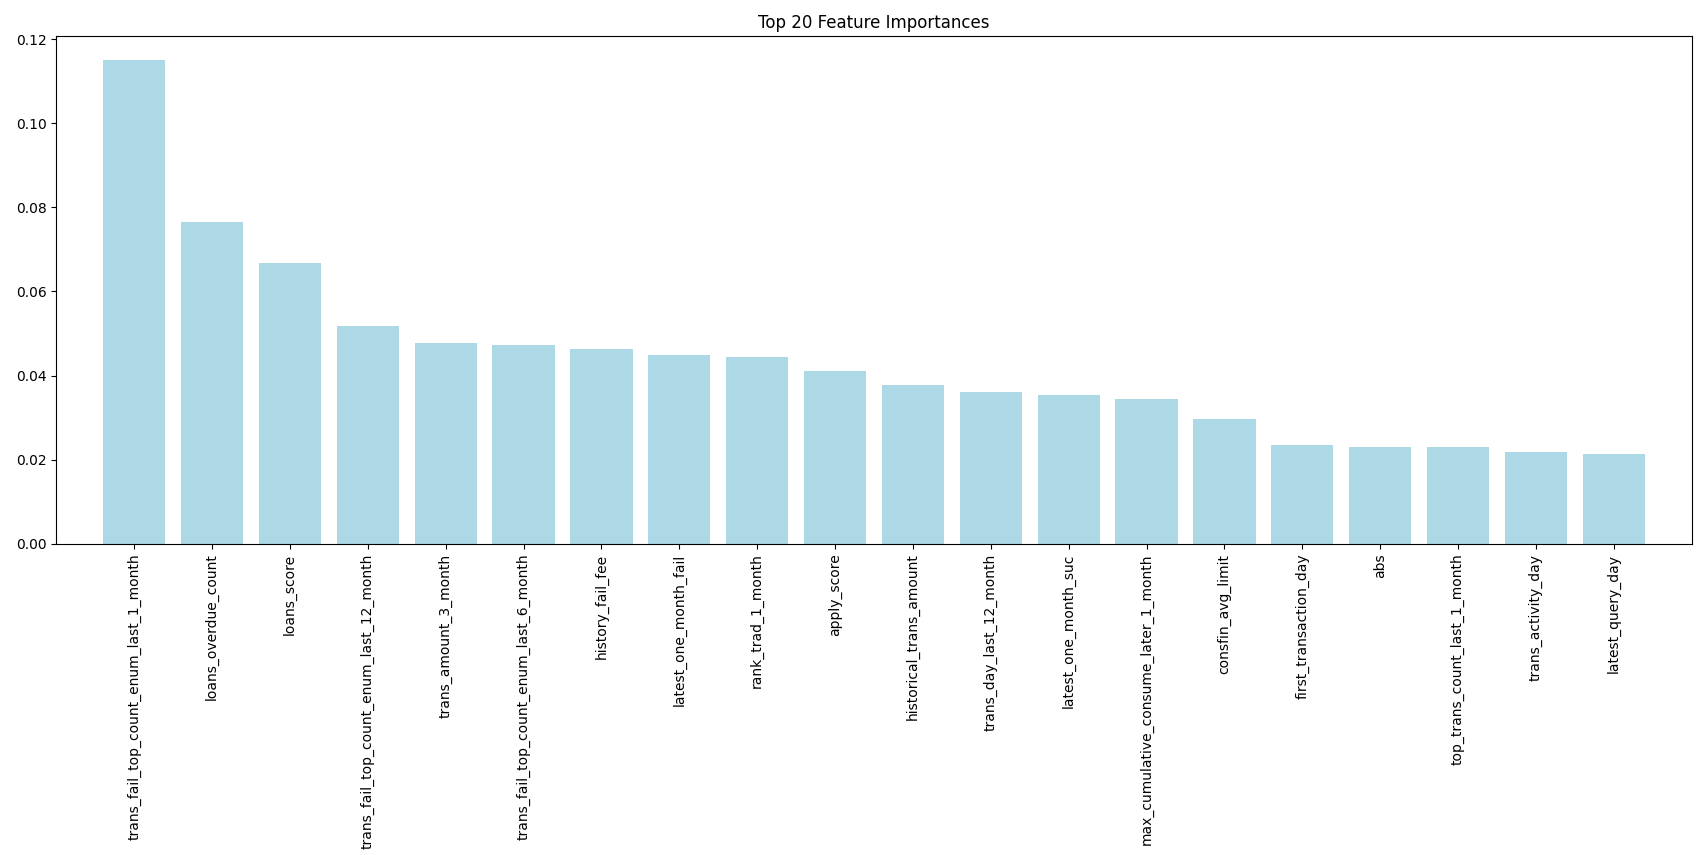 Top 20 Feature Importances
0.12
0.10
0.08
0.06
0.04
0.02
0.00
trans_fail_top_count_enum_last_1_month
loans_overdue_count
loans_score
trans_fail_top_count_enum_last_12_month
trans_amount_3_month
trans_fail_top_count_enum_last_6_month
history_fail_fee
latest_one_month_fail
rank_trad_1_month
apply_score
historical_trans_amount
trans_day_last_12_month
latest_one_month_suc
max_cumulative_consume_later_1_month
consfin_avg_limit
first_transaction_day
abs
top_trans_count_last_1_month
trans_activity_day
latest_query_day